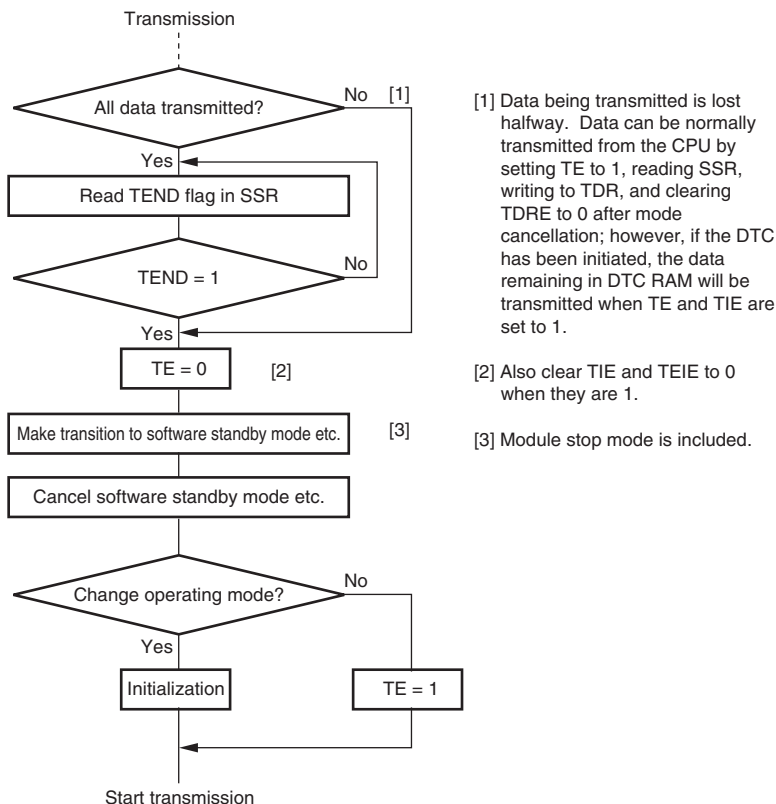 Transmission
All data transmitted?
No
[1]
Yes
Read TEND flag in SSR
TEND = 1
No
Yes
TE = 0
[2]
Make transition to software standby mode etc.
[3]
Cancel software standby mode etc.
Change operating mode?
No
Yes
Initialization
TE = 1
Start transmission
[1] Data being transmitted is lost
halfway. Data can be normally
transmitted from the CPU by
setting TE to 1, reading SSR,
writing to TDR, and clearing
TDRE to 0 after mode
cancellation; however, if the DTC
has been initiated, the data
remaining in DTC RAM will be
transmitted when TE and TIE are
set to 1.
[2] Also clear TIE and TEIE to 0
when they are 1.
[3] Module stop mode is included.